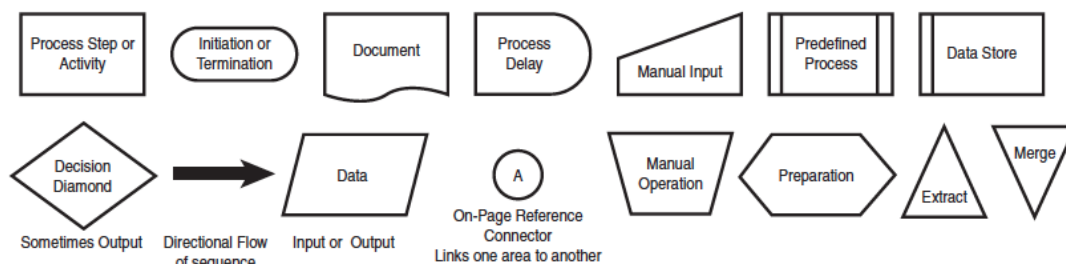 Process Step or
Activity
Initiation or
Termination
Document
Process
Delay
Manual Input
Predefined
Process
Data Store
Decision
Diamond
Sometimes Output
Directional Flow
of sequence
Data
Input or Output
A
On-Page Reference
Connector
Links one area to another
Manual
Operation
Preparation
Extract
Merge